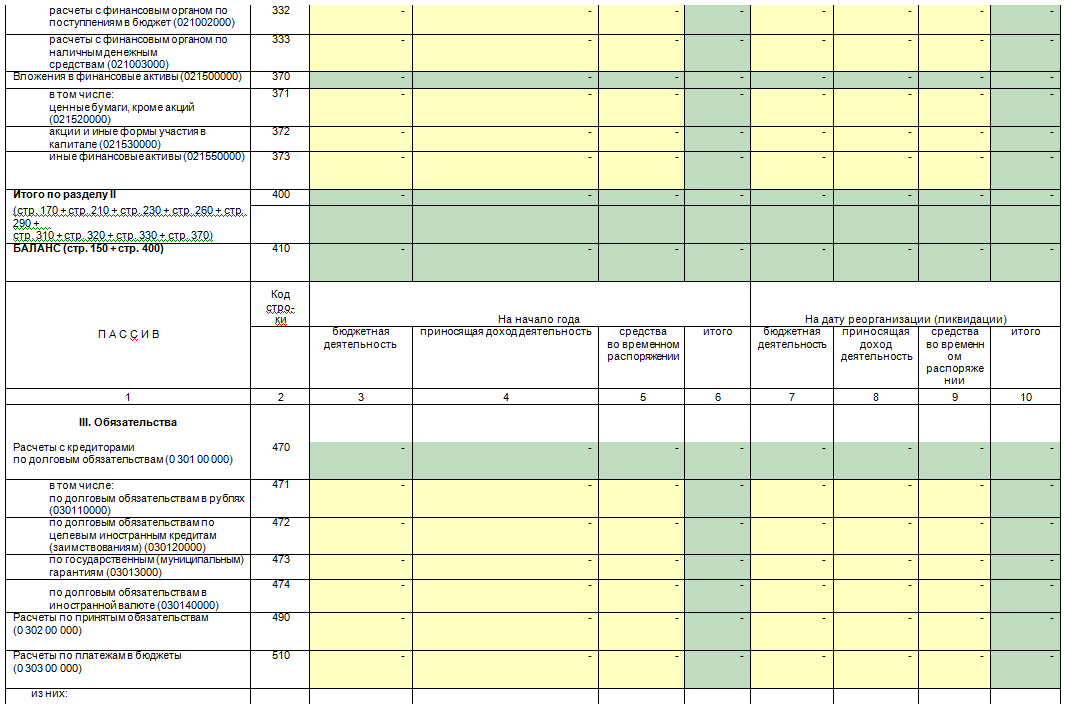 расчеты с финансовым органом по
поступлениям в бюджет (021002000) 332 - - - - - - - -
расчеты с финансовым органом по
наличным денежным
средствам (021003000) 333 - - - - - - - -
Вложения в финансовые активы (021500000) 370 - - - - - - - -
в том числе:
ценные бумаги, кроме акций
(021520000) 371 - - - - - - - -
акции и иные формы участия в
капитале (021530000) 372 - - - - - - - -
иные финансовые активы (021550000) 373 - - - - - - - -
Итого по разделу II 400 - - - - - - - -
(стр. 170 + стр. 210 + стр. 230 + стр. 260 + стр.
290 +
стр. 310 + стр. 320 + стр. 330 + стр. 370)
БАЛАНС (стр. 150 + стр. 400) 410 - - - - - - - -
П А С С И В
Код
стро-
ки
На начало года
На дату реорганизации (ликвидации)
бюджетная
деятельность
приносящая доход деятельность
средства
во временном
распоряжении
итого
бюджетная
деятельность
приносящая
доход
деятельность
средства
во временн
ом
распоряже
нии
итого
1 2 3 4 5 6 7 8 9 10
III. Обязательства
Расчеты с кредиторами
по долговым обязательствам (0 301 00 000) 470 - - - - - - - -
в том числе:
по долговым обязательствам в рублях
(030110000) 471 - - - - - - - -
по долговым обязательствам по
целевым иностранным кредитам
(заимствованиям) (030120000) 472 - - - - - - - -
по государственным (муниципальным)
гарантиям (03013000) 473 - - - - - - - -
по долговым обязательствам в
иностранной валюте (030140000) 474 - - - - - - - -
Расчеты по принятым обязательствам
(0 302 00 000) 490 - - - - - - - -
Расчеты по платежам в бюджеты
(0 303 00 000) 510 - - - - - - - -
из них: